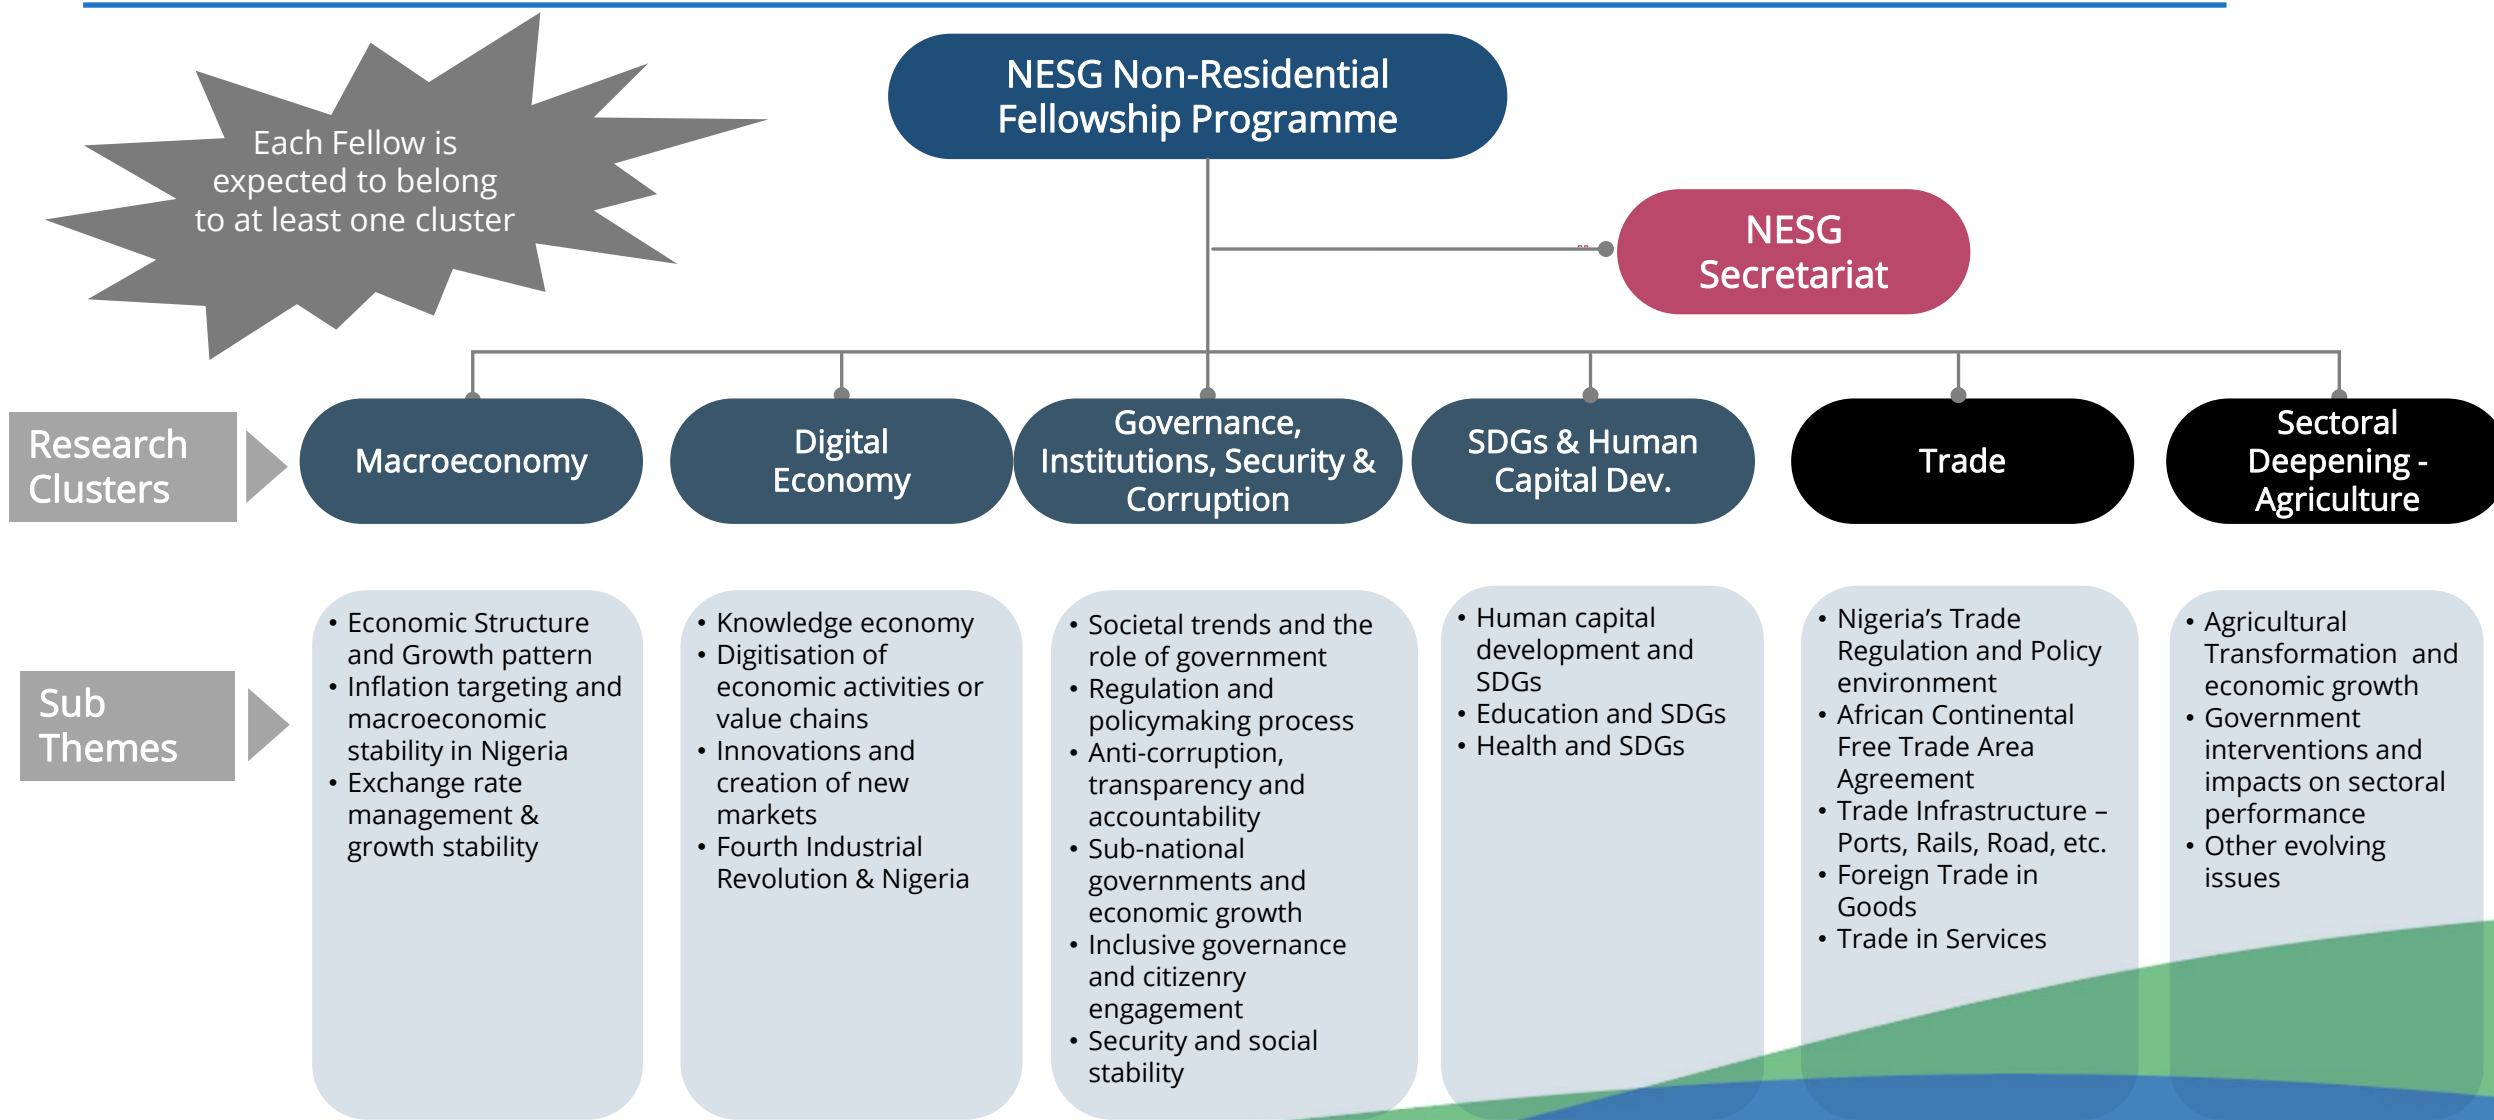 Each Fellow is
expected to belong
to at least one cluster
NESG Non-Residential
Fellowship Programme
NESG
Secretariat
Research
Clusters
Macroeconomy
Digital
Economy
Governance,
Institutions, Security &
Corruption
SDGs & Human
Capital Dev.
Trade
Sectoral
Deepening -
Agriculture
Sub
Themes
• Economic Structure
and Growth pattern
• Inflation targeting and
macroeconomic
stability in Nigeria
• Exchange rate
management &
growth stability
• Knowledge economy
• Digitisation of
economic activities or
value chains
• Innovations and
creation of new
markets
• Fourth Industrial
Revolution & Nigeria
• Societal trends and the
role of government
• Regulation and
policymaking process
• Anti-corruption,
transparency and
accountability
• Sub-national
governments and
economic growth
• Inclusive governance
and citizenry
engagement
• Security and social
stability
• Human capital
development and
SDGs
• Education and SDGs
• Health and SDGs
• Nigeria’s Trade
Regulation and Policy
environment
• African Continental
Free Trade Area
Agreement
• Trade Infrastructure –
Ports, Rails, Road, etc.
• Foreign Trade in
Goods
• Trade in Services
• Agricultural
Transformation and
economic growth
• Government
interventions and
impacts on sectoral
performance
• Other evolving
issues